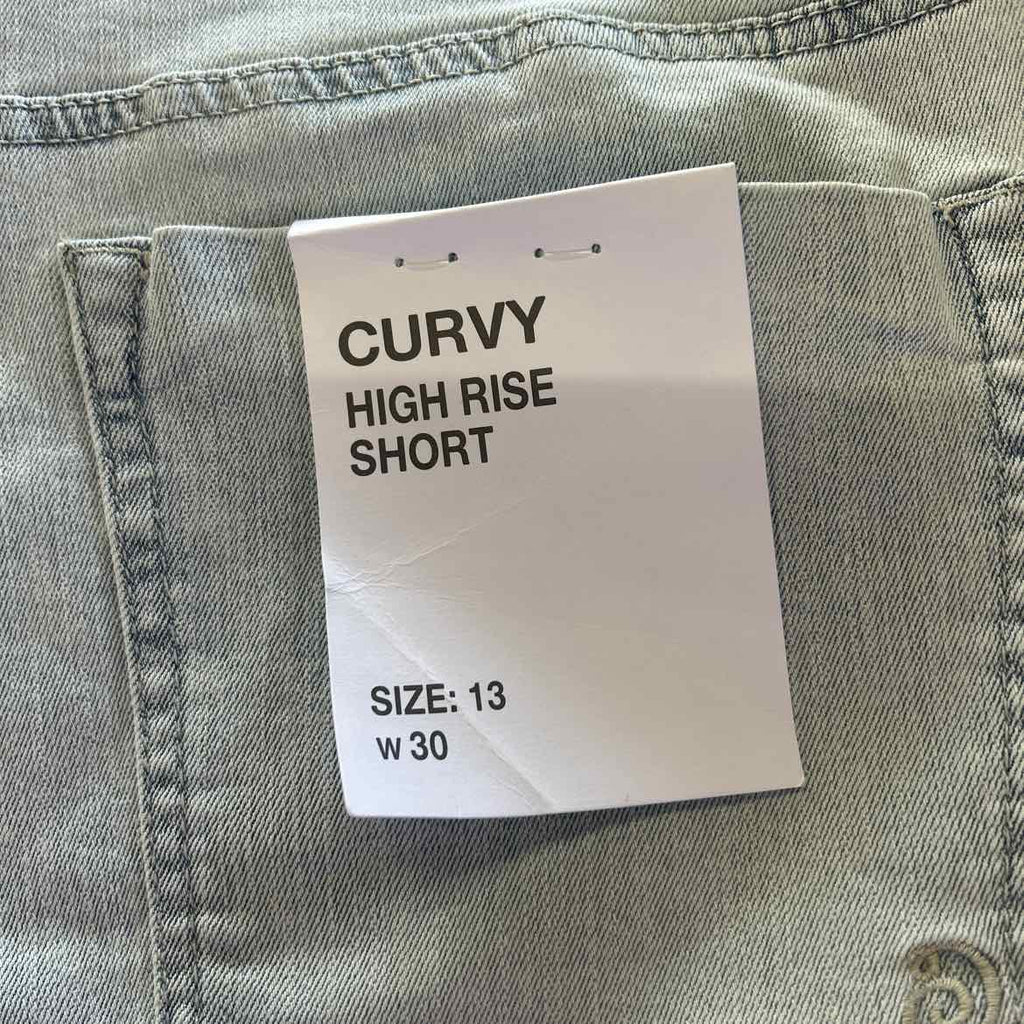 CURVY
HIGH RISE
SHORT
SIZE: 13
W 30